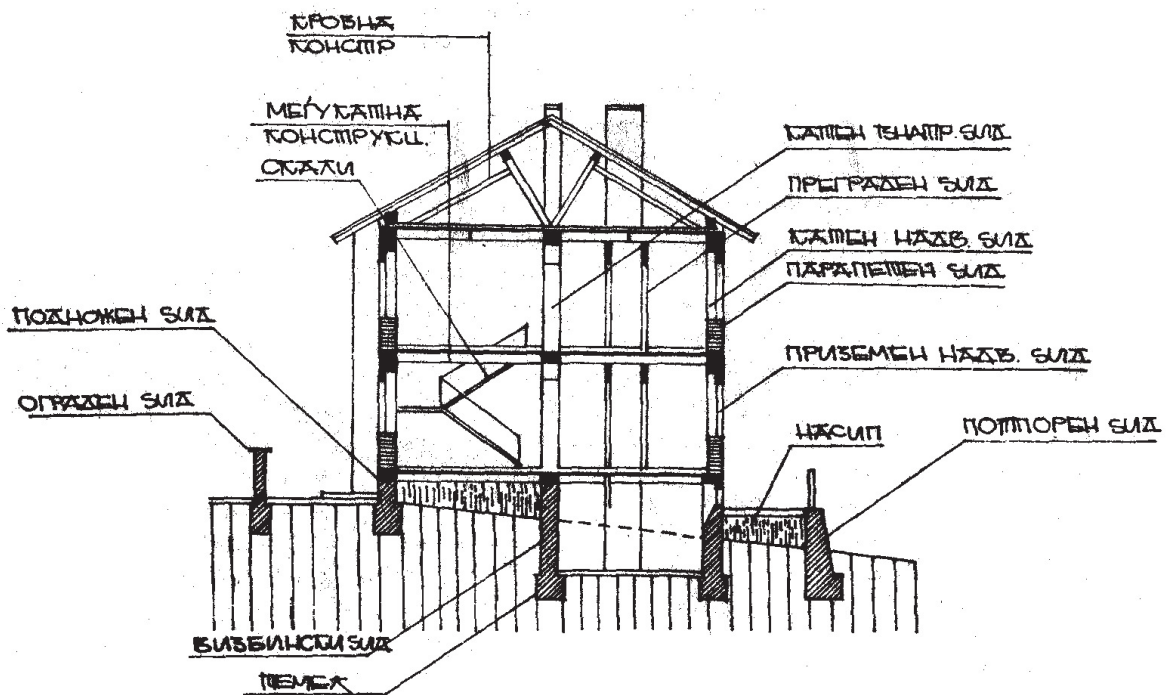 КРОВНА
КОНСТР
МЕЃУКАТНА
КОНСТРУКЦ.
СКАЛИ
КАТЕН ВНАТР. ЅИД
ПРЕГРАДЕН ЅИД
КАТЕН НАДВ. ЅИД
ПАРАПЕТЕН ЅИД
ПОДНОЖЕН ЅИД
ПРИЗЕМЕН НАДВ. ЅИД
ОГРАДЕН ЅИД
НАСИП
ПОТПОРЕН ЅИД
ВИЗБИНСКИ ЅИД
ТЕМЕЛ